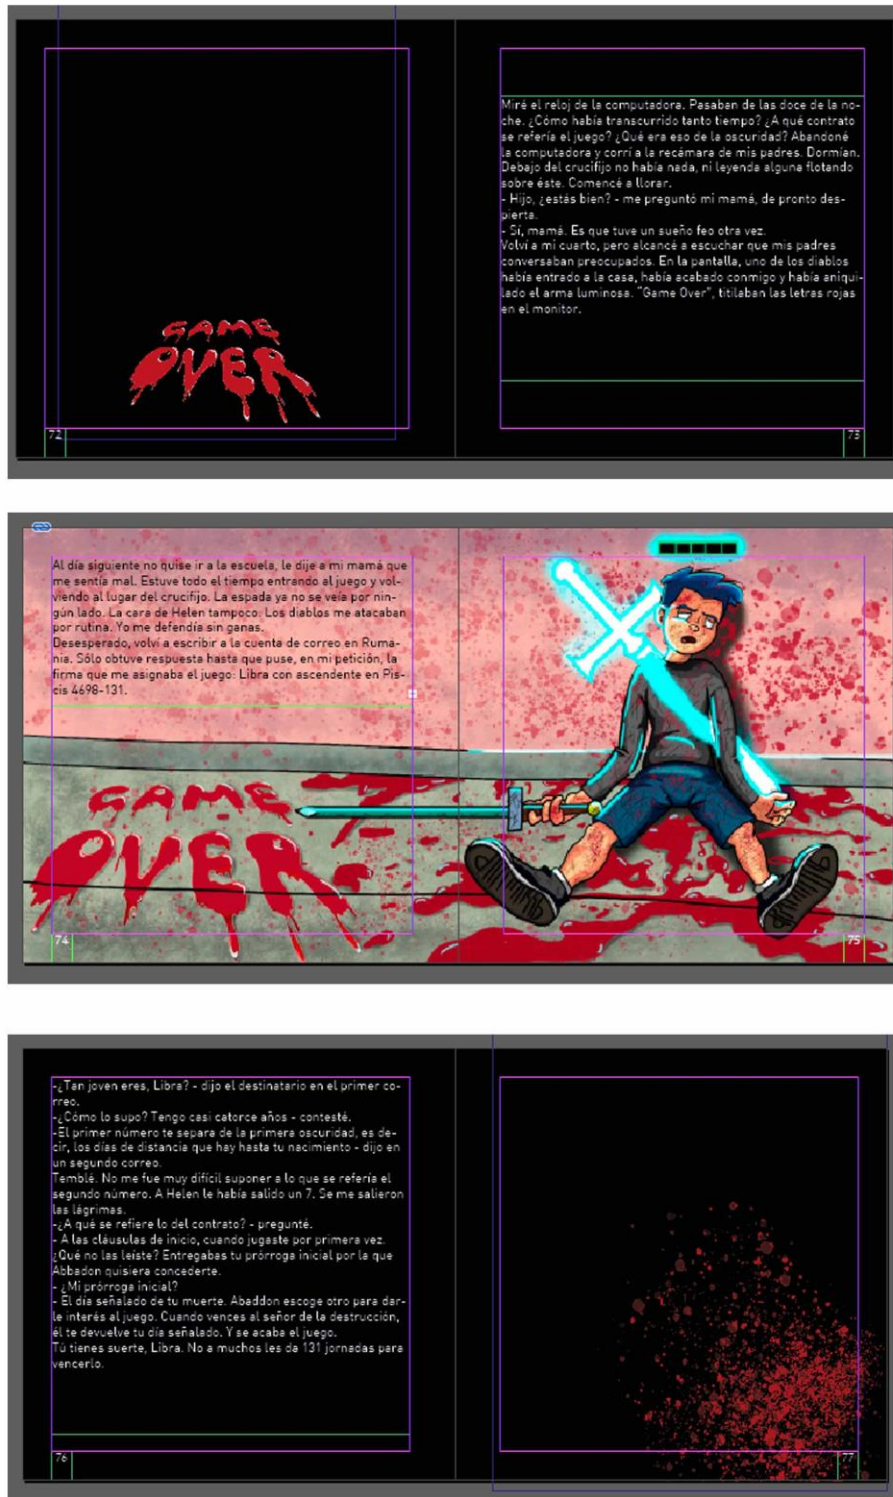 GAME
OVER
72
Miré el reloj de la computadora. Pasaban de las doce de la no-
che. ¿Cómo había transcurrido tanto tiempo? ¿A qué contrato
se refería el juego? ¿Qué era eso de la oscuridad? Abandoné
la computadora y corrí a la recámara de mis padres. Dormían.
Debajo del crucifijo no había nada, ni leyenda alguna flotando
sobre éste. Comencé a llorar.
- Hijo, ¿estás bien? - me preguntó mi mamá, de pronto des-
pierta.
- Sí, mamá. Es que tuve un sueño feo otra vez.
Volví a mi cuarto, pero alcancé a escuchar que mis padres
conversaban preocupados. En la pantalla, uno de los diablos
había entrado a la casa, había acabado conmigo y había aniqui-
lado el arma luminosa. "Game Over", titilaban las letras rojas
en el monitor.
73
Al día siguiente no quise ir a la escuela, le dije a mi mamá que
me sentía mal. Estuve todo el tiempo entrando al juego y vol-
viendo al lugar del crucifijo. La espada ya no se veía por nin-
gún lado. La cara de Helen tampoco. Los diablos me atacaban
por rutina. Yo me defendía sin ganas.
Desesperado, volví a escribir a la cuenta de correo en Ruma-
nia. Sólo obtuve respuesta hasta que puse, en mi petición, la
firma que me asignaba el juego: Libra con ascendente en Pis-
cis 4698-131.
GAME
OVER
74
75
-¿Tan joven eres, Libra? - dijo el destinatario en el primer co-
rreo.
-¿Cómo lo supo? Tengo casi catorce años - contesté.
-El primer número te separa de la primera oscuridad, es de-
cir, los días de distancia que hay hasta tu nacimiento - dijo en
un segundo correo.
Temblé. No me fue muy difícil suponer a lo que se refería el
segundo número. A Helen le había salido un 7. Se me salieron
las lágrimas.
-¿A qué se refiere lo del contrato? - pregunté.
- A las cláusulas de inicio, cuando jugaste por primera vez.
¿Qué no las leíste? Entregabas tu prórroga inicial por la que
Abbadon quisiera concederte.
- ¿Mi prórroga inicial?
- El día señalado de tu muerte. Abaddon escoge otro para dar-
le interés al juego. Cuando vences al señor de la destrucción,
él te devuelve tu día señalado. Y se acaba el juego.
Tú tienes suerte, Libra. No a muchos les da 131 jornadas para
vencerlo.
76
77